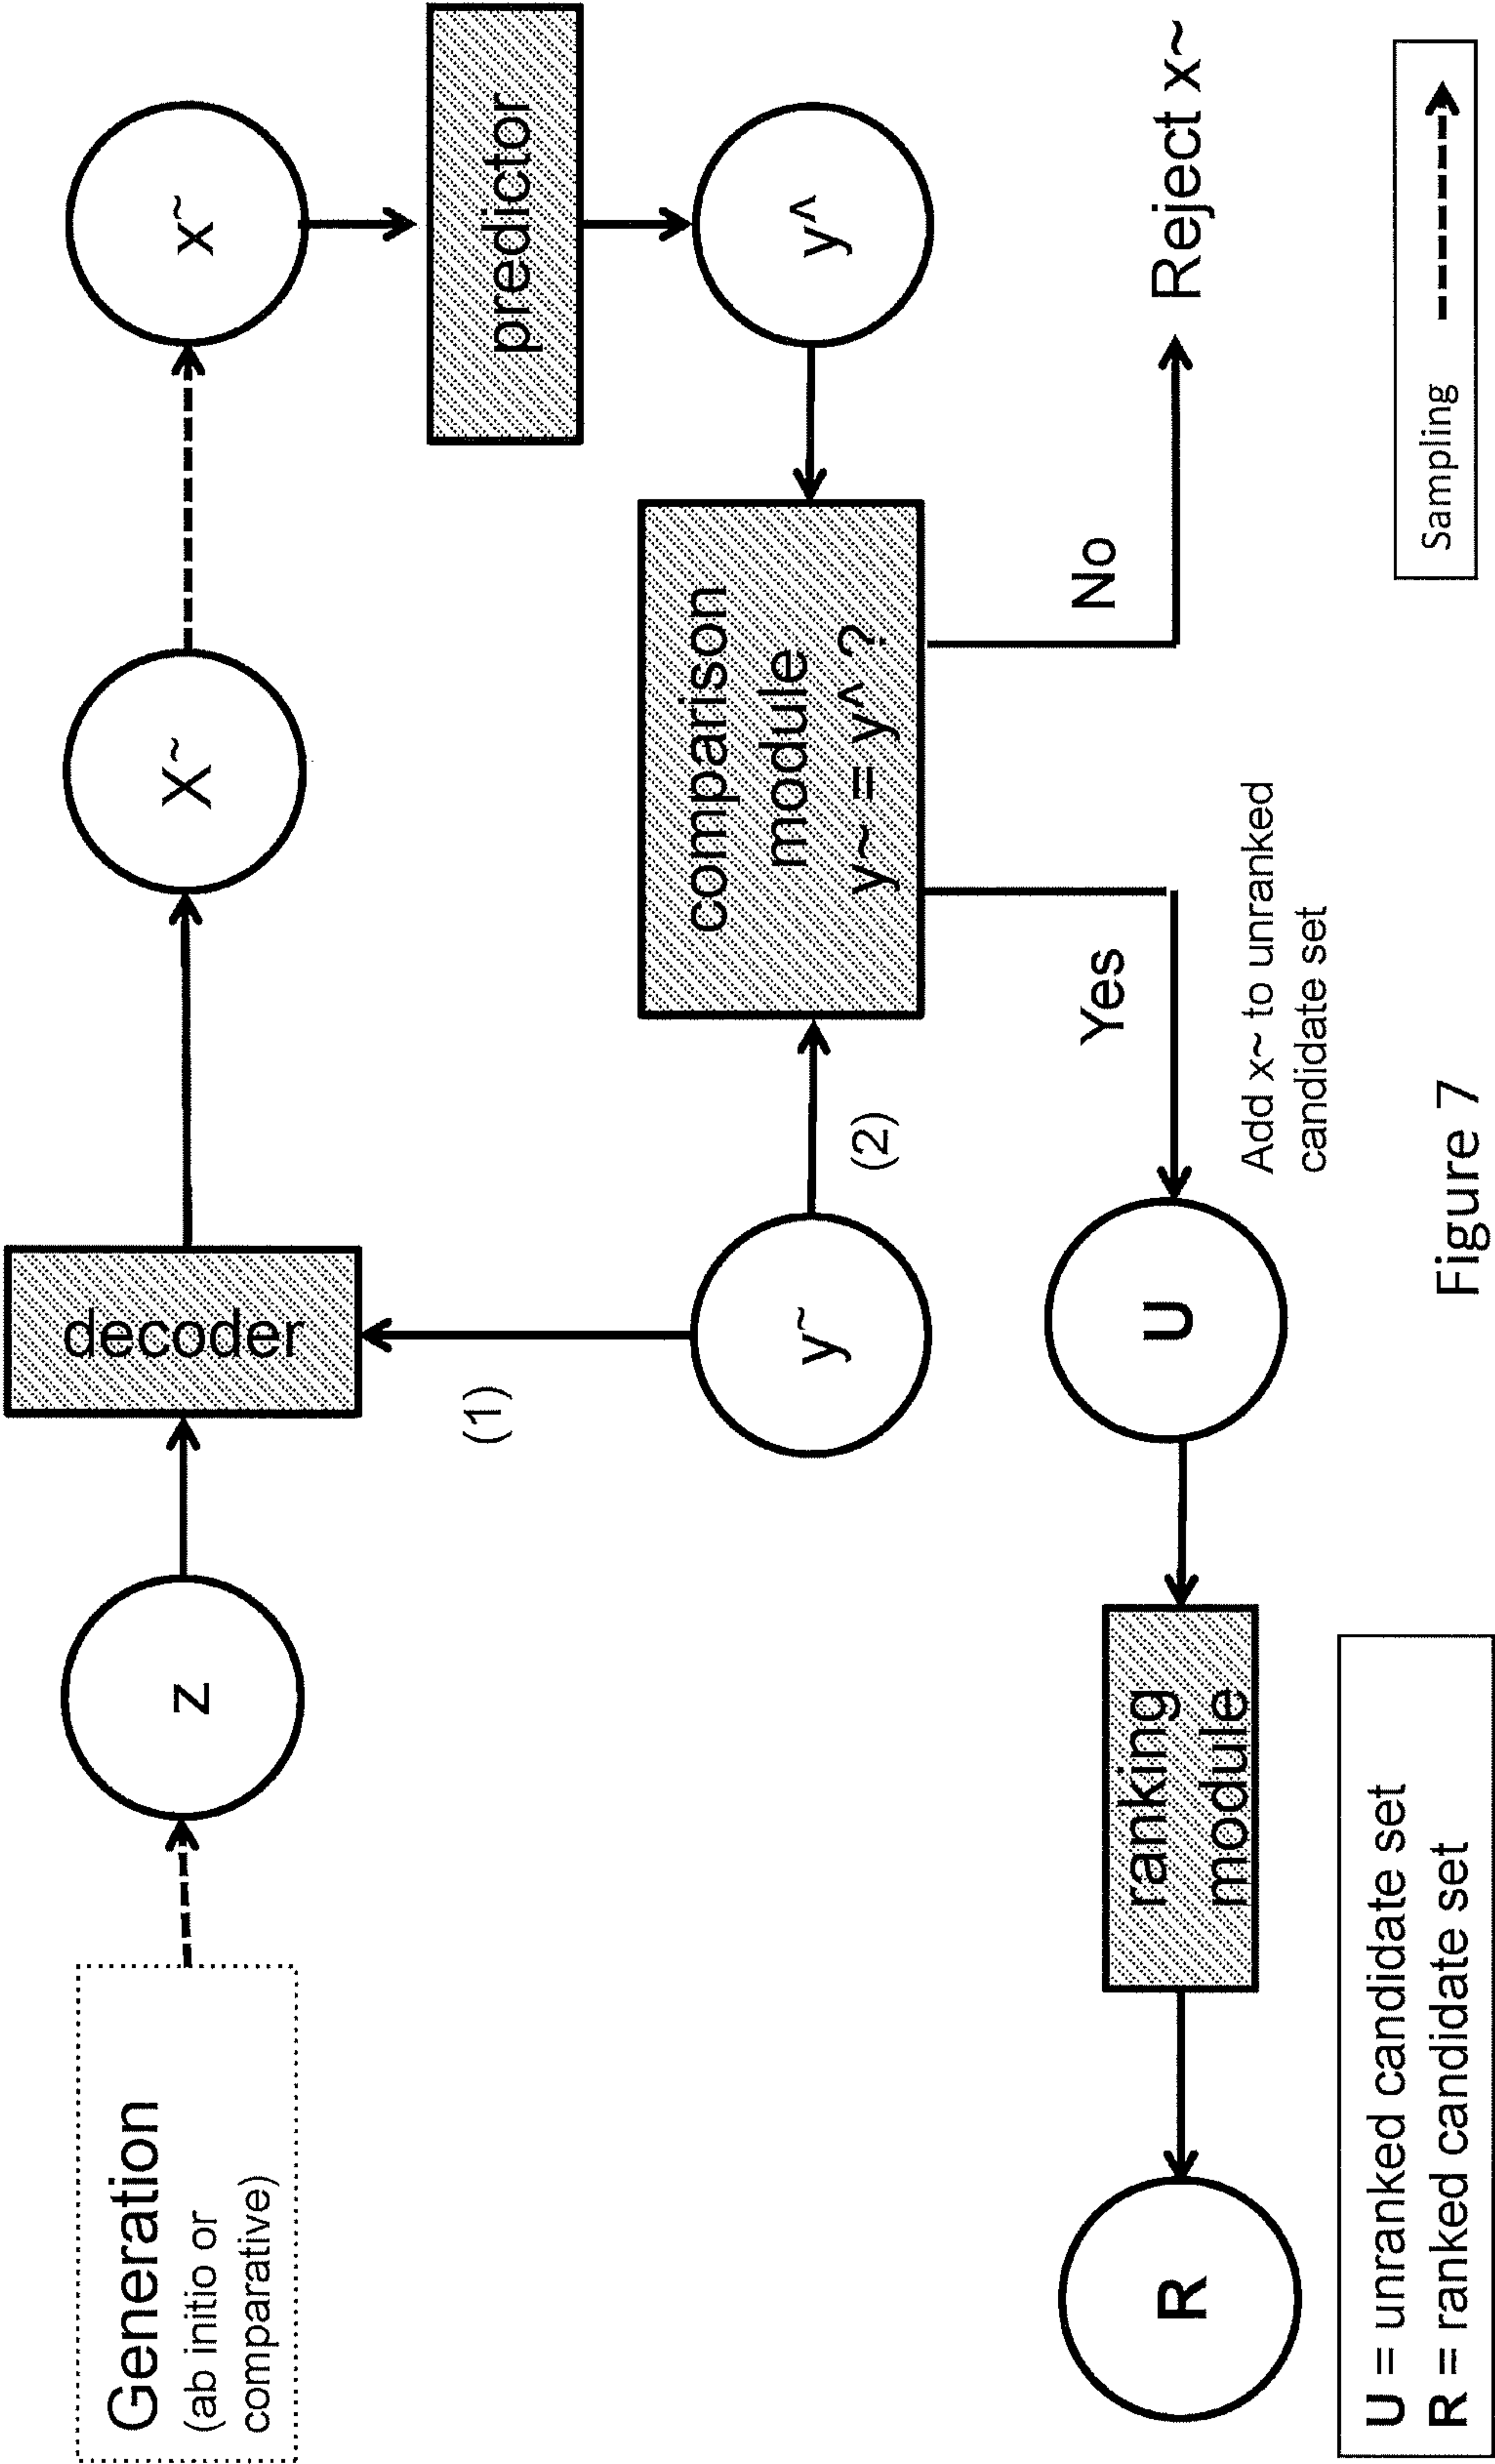 Generation
(ab initio or
comparative)
z
decoder
X~
x~
predictor
(1)
y~
(2)
comparison
module
y~ = y^ ?
y^
Yes
No
Reject x~
Add x~ to unranked
candidate set
U
ranking
module
R
U = unranked candidate set
R = ranked candidate set
Sampling
Figure 7